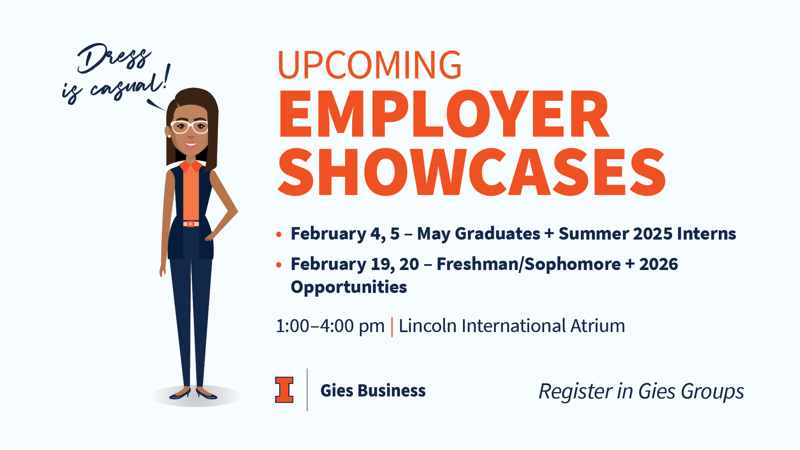 Dress
is casual!
UPCOMING
EMPLOYER
SHOWCASES
• February 4, 5 – May Graduates + Summer 2025 Interns
• February 19, 20 – Freshman/Sophomore + 2026
Opportunities
1:00–4:00 pm | Lincoln International Atrium
I | Gies Business
Register in Gies Groups